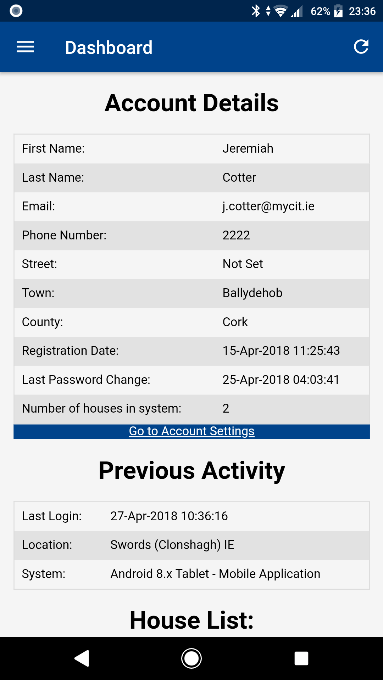 62% 23:36
Dashboard
Account Details
First Name: Jeremiah
Last Name: Cotter
Email: j.cotter@mycit.ie
Phone Number: 2222
Street: Not Set
Town: Ballydehob
County: Cork
Registration Date: 15-Apr-2018 11:25:43
Last Password Change: 25-Apr-2018 04:03:41
Number of houses in system: 2
Go to Account Settings
Previous Activity
Last Login: 27-Apr-2018 10:36:16
Location: Swords (Clonshagh) IE
System: Android 8.x Tablet - Mobile Application
House List: